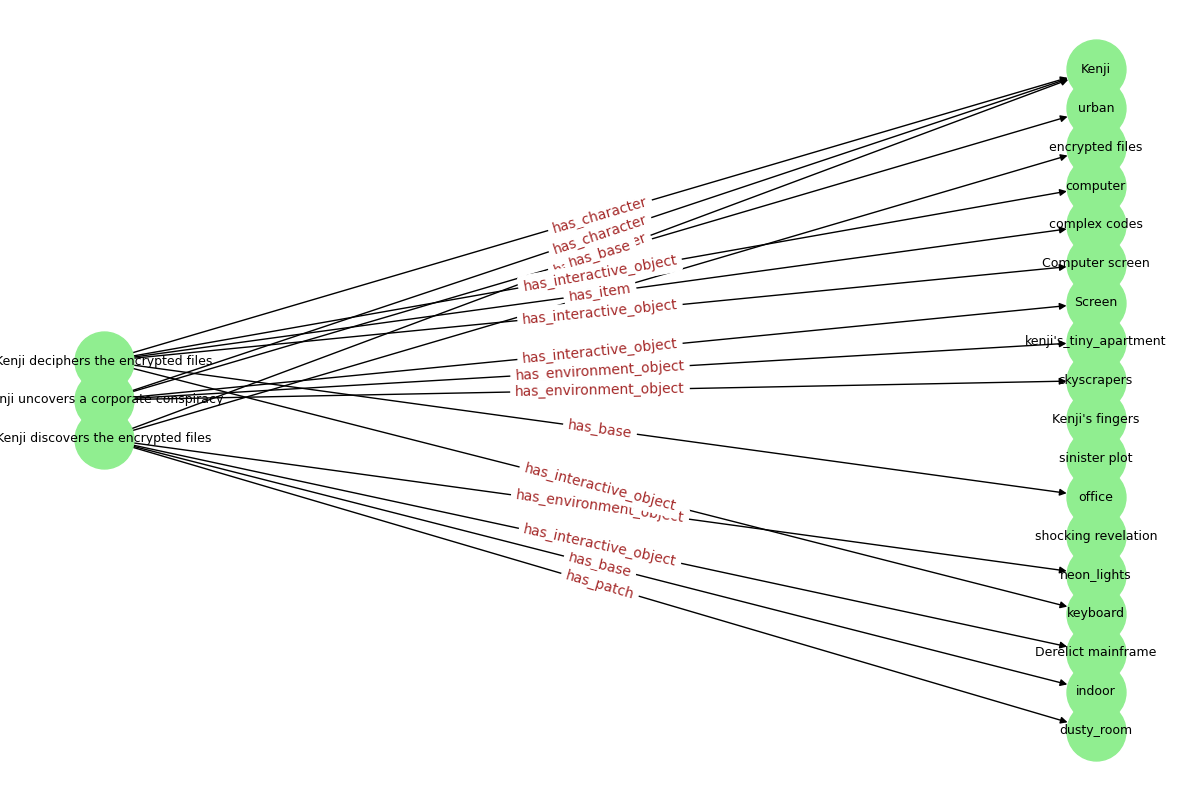 Kenji deciphers the encrypted files
nji uncovers a corporate conspiracy
Kenji discovers the encrypted files
has_character
has_character
has_base
has_interactive_object
has_item
has_interactive_object
has_interactive_object
has_environment_object
has_environment_object
has_base
has_interactive_object
has_environment_object
has_interactive_object
has_base
has_patch
Kenji
urban
encrypted files
computer
complex codes
Computer screen
Screen
kenji's_tiny_apartment
skyscrapers
Kenji's fingers
sinister plot
office
shocking revelation
neon_lights
keyboard
Derelict mainframe
indoor
dusty_room